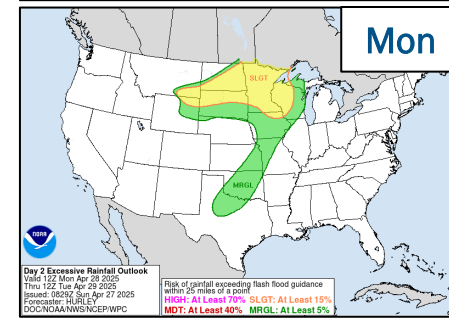 Mon
SLGT
MRGL
NOAA
Day 2 Excessive Rainfall Outlook
Valid 12Z Mon Apr 28 2025
Thru 12Z Tue Apr 29 2025
Issued: 0829Z Sun Apr 27 2025
Forecaster: HURLEY
DOC/NOAA/NWS/NCEP/WPC
Risk of rainfall exceeding flash flood guidance
within 25 miles of a point
HIGH: At Least 70% SLGT: At Least 15%
MDT: At Least 40% MRGL: At Least 5%